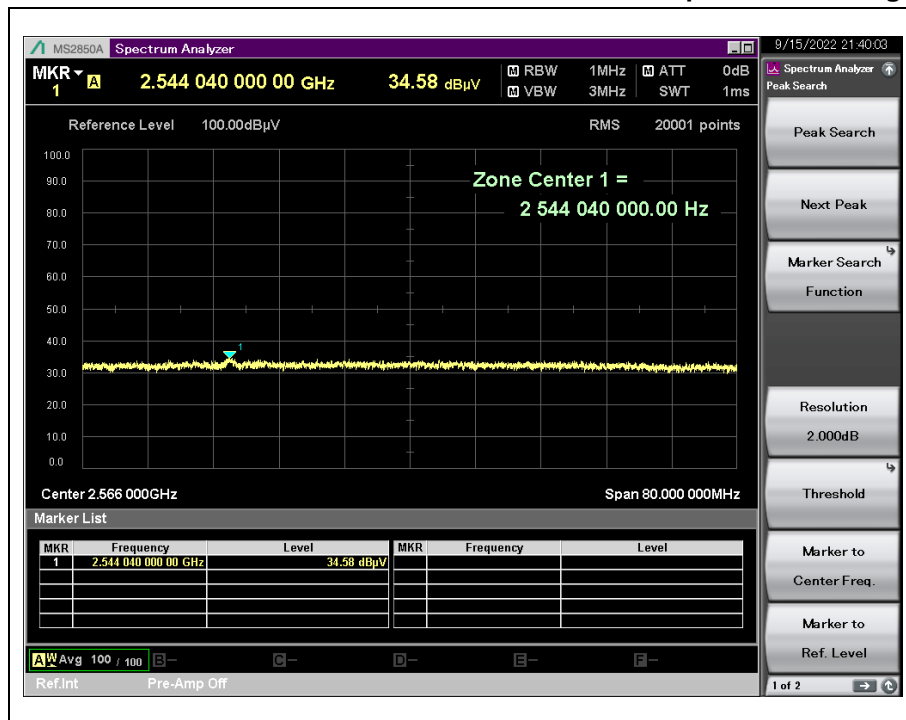 MS2850A Spectrum Analyzer
9/15/2022 21:40:03
MKR 1 A 2.544 040 000 00 GHz 34.58 dBµV
M RBW 1MHz M ATT 0dB
M VBW 3MHz SWT 1ms
Reference Level 100.00dBµV RMS 20001 points
100.0
90.0
80.0
70.0
60.0
50.0
40.0
30.0
20.0
10.0
0.0
Zone Center 1 =
2 544 040 000.00 Hz
1
Center 2.566 000GHz Span 80.000 000MHz
Marker List
MKR Frequency Level MKR Frequency Level
1 2.544 040 000 00 GHz 34.58 dBµV
A W Avg 100 / 100 B- C- D- E- F-
Ref.Int Pre-Amp Off
Spectrum Analyzer
Peak Search
Peak Search
Next Peak
Marker Search
Function
Resolution
2.000dB
Threshold
Marker to
Center Freq.
Marker to
Ref. Level
1 of 2